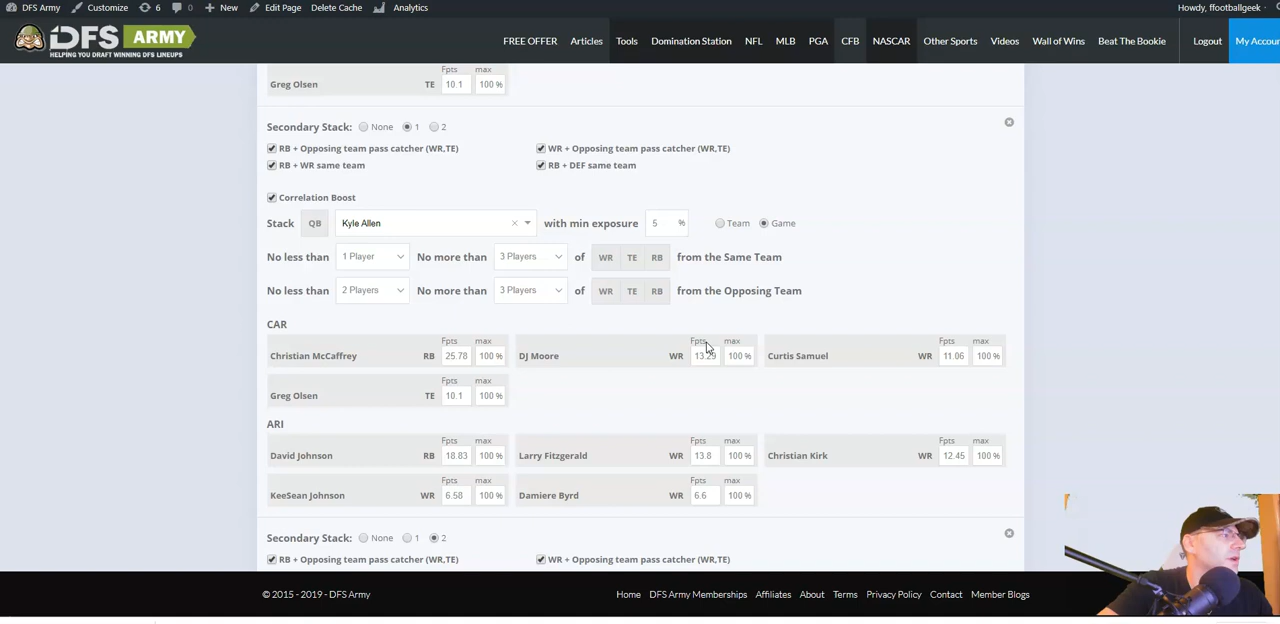 DFS Army Customize 6 0 New Edit Page Delete Cache Analytics Howdy, ffootballgeek
DFS ARMY
HELPING YOU DRAFT WINNING DFS LINEUPS
FREE OFFER Articles Tools Domination Station NFL MLB PGA CFB NASCAR Other Sports Videos Wall of Wins Beat The Bookie Logout My Accoun
Fpts max
Greg Olsen TE 10.1 100 %
Secondary Stack: None 1 2
RB + Opposing team pass catcher (WR,TE) WR + Opposing team pass catcher (WR,TE)
RB + WR same team RB + DEF same team
Correlation Boost
Stack QB Kyle Allen × with min exposure 5 % Team Game
No less than 1 Player No more than 3 Players of WR TE RB from the Same Team
No less than 2 Players No more than 3 Players of WR TE RB from the Opposing Team
CAR
Fpts max Fpts max Fpts max
Christian McCaffrey RB 25.78 100 % DJ Moore WR 13.29 100 % Curtis Samuel WR 11.06 100 %
Fpts max
Greg Olsen TE 10.1 100 %
ARI
Fpts max Fpts max Fpts max
David Johnson RB 18.83 100 % Larry Fitzgerald WR 13.8 100 % Christian Kirk WR 12.45 100 %
Fpts max Fpts max
KeeSean Johnson WR 6.58 100 % Damiere Byrd WR 6.6 100 %
Secondary Stack: None 1 2
RB + Opposing team pass catcher (WR,TE) WR + Opposing team pass catcher (WR,TE)
© 2015 - 2019 - DFS Army Home DFS Army Memberships Affiliates About Terms Privacy Policy Contact Member Blogs